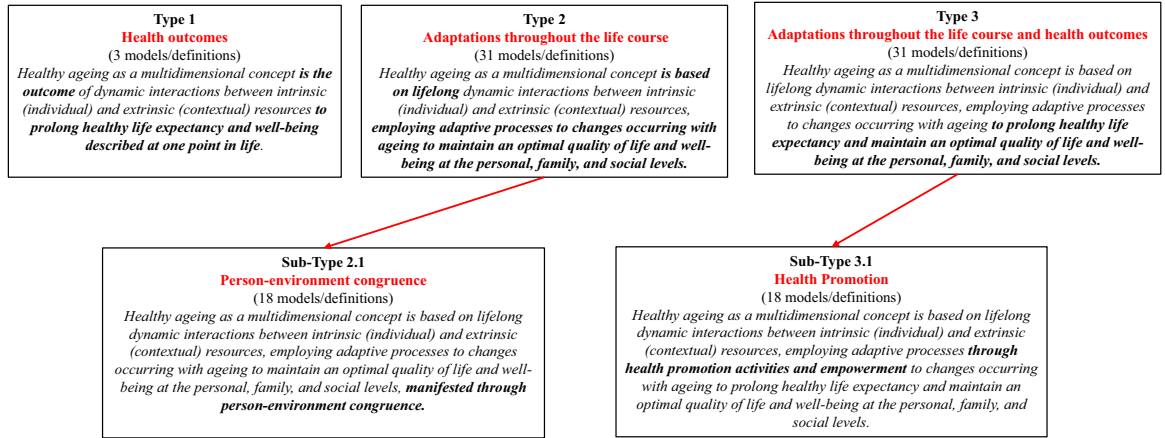 Type 1
Health outcomes
(3 models/definitions)
Healthy ageing as a multidimensional concept is the
outcome of dynamic interactions between intrinsic
(individual) and extrinsic (contextual) resources to
prolong healthy life expectancy and well-being
described at one point in life.
Type 2
Adaptations throughout the life course
(31 models/definitions)
Healthy ageing as a multidimensional concept is based
on lifelong dynamic interactions between intrinsic
(individual) and extrinsic (contextual) resources,
employing adaptive processes to changes occurring with
ageing to maintain an optimal quality of life and well-
being at the personal, family, and social levels.
Type 3
Adaptations throughout the life course and health outcomes
(31 models/definitions)
Healthy ageing as a multidimensional concept is based on
lifelong dynamic interactions between intrinsic (individual) and
extrinsic (contextual) resources, employing adaptive processes
to changes occurring with ageing to prolong healthy life
expectancy and maintain an optimal quality of life and well-
being at the personal, family, and social levels.
Sub-Type 2.1
Person-environment congruence
(18 models/definitions)
Healthy ageing as a multidimensional concept is based on lifelong
dynamic interactions between intrinsic (individual) and extrinsic
(contextual) resources, employing adaptive processes to changes
occurring with ageing to maintain an optimal quality of life and well-
being at the personal, family, and social levels, manifested through
person-environment congruence.
Sub-Type 3.1
Health Promotion
(18 models/definitions)
Healthy ageing as a multidimensional concept is based on lifelong
dynamic interactions between intrinsic (individual) and extrinsic
(contextual) resources, employing adaptive processes through
health promotion activities and empowerment to changes occurring
with ageing to prolong healthy life expectancy and maintain an
optimal quality of life and well-being at the personal, family, and
social levels.